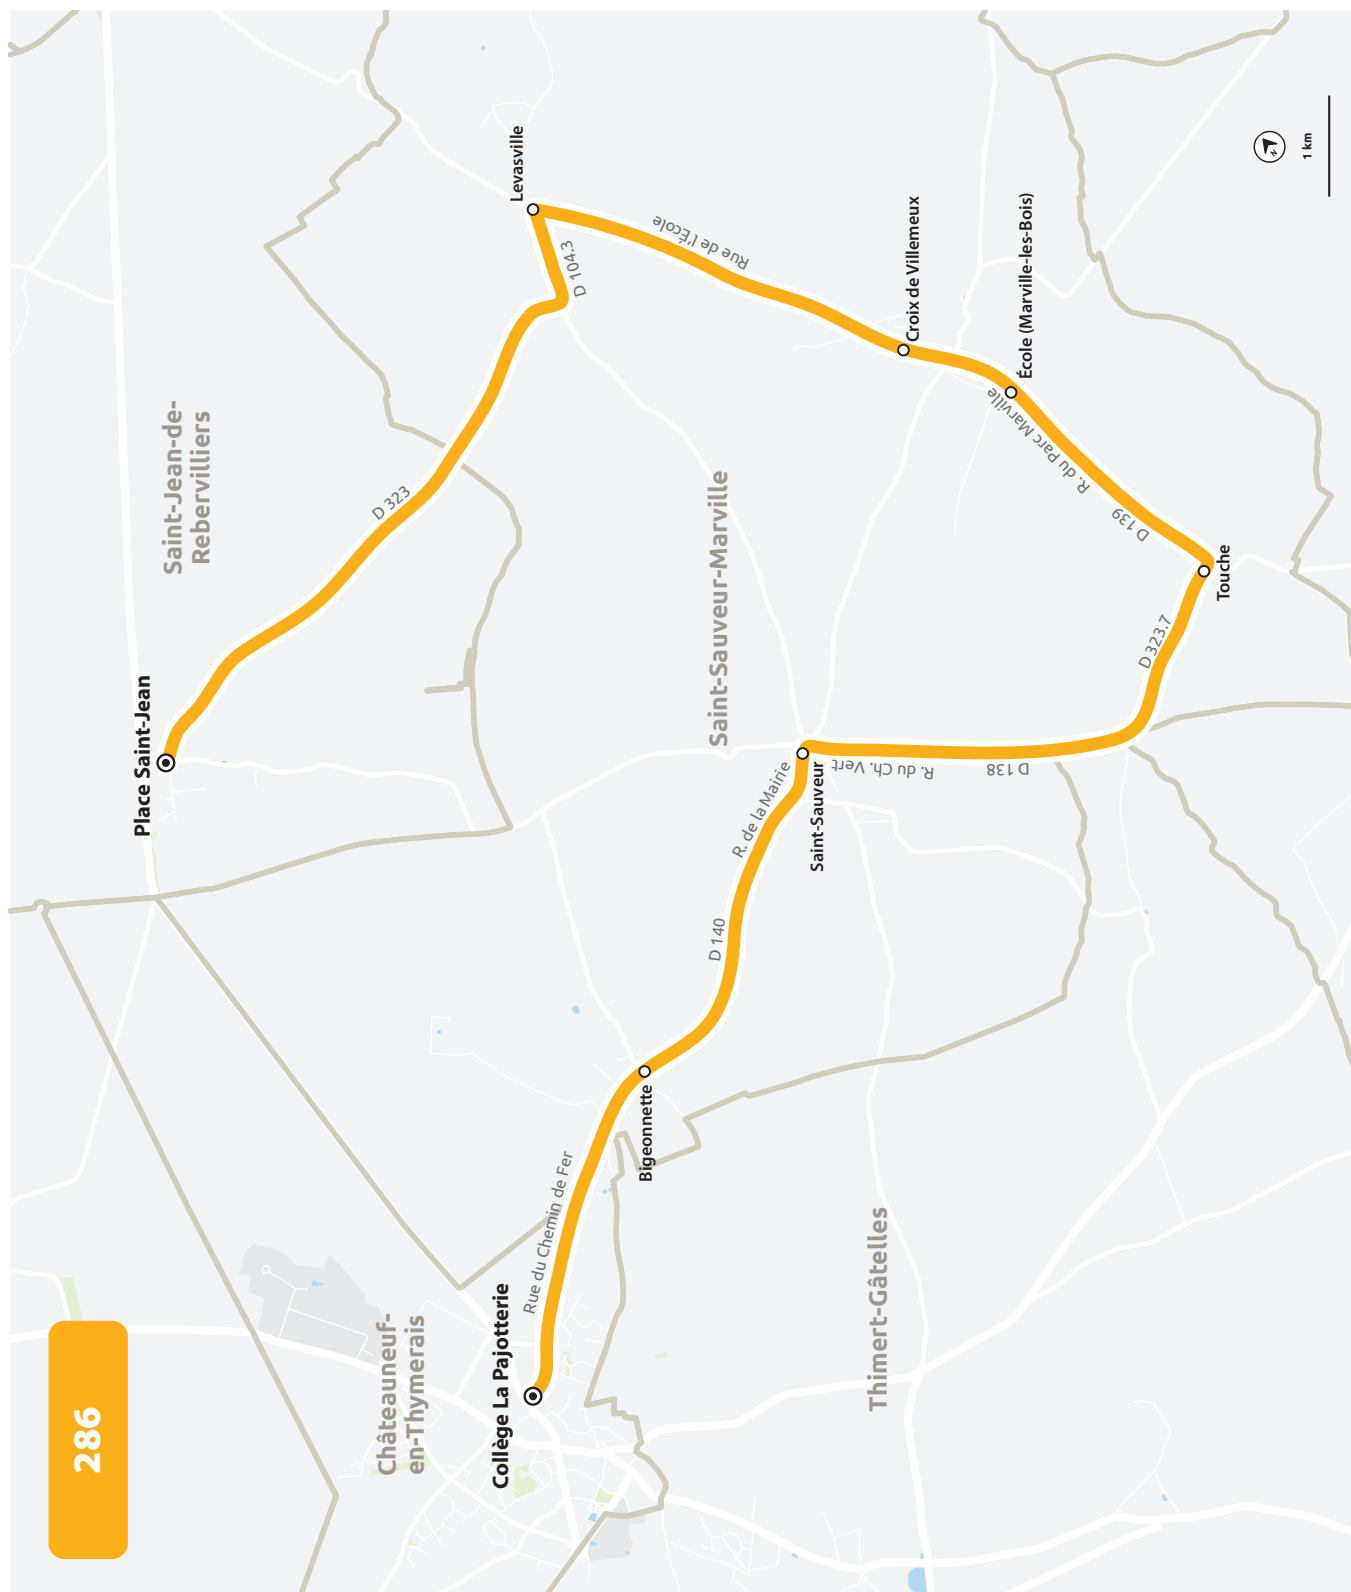 286
Place Saint-Jean
Saint-Jean-de-
Rebervilliers
D 323
D 104.3
Levasville
Rue de l'École
Croix de Villemeux
École (Marville-les-Bois)
R. du Parc Marville
D 139
Touche
D 323.7
D 138
R. du Ch. Vert
Saint-Sauveur
Saint-Sauveur-Marville
R. de la Mairie
D 140
Bigeonnette
Rue du Chemin de Fer
Collège La Pajotterie
Châteauneuf-
en-Thymerais
Thimert-Gâtelles
N
1 km